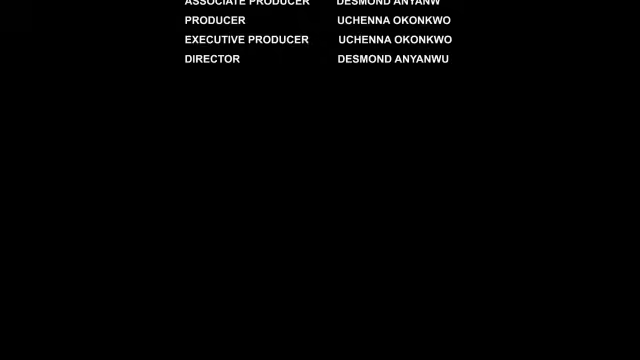 ASSOCIATE PRODUCER DESMOND ANYANW
PRODUCER UCHENNA OKONKWO
EXECUTIVE PRODUCER UCHENNA OKONKWO
DIRECTOR DESMOND ANYANWU